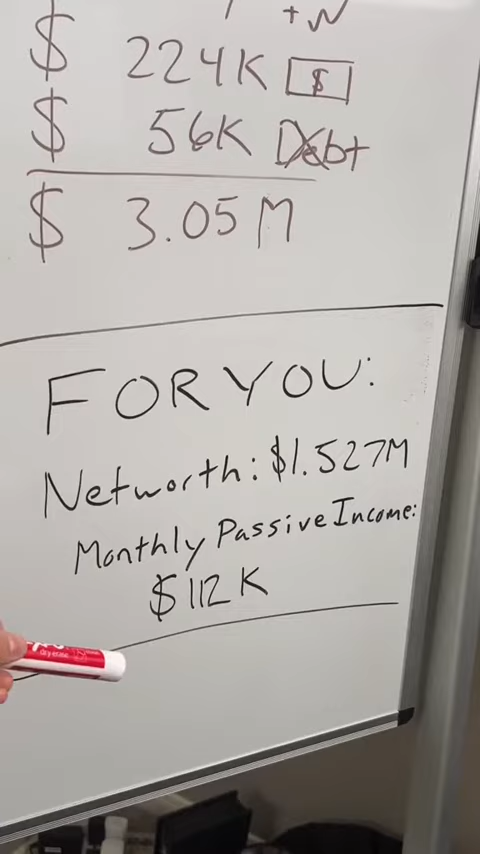 +W
$ 224K $
$ 56K Debt
$ 3.05M
FOR YOU:
Networth: $1.527M
Monthly Passive Income:
$112K